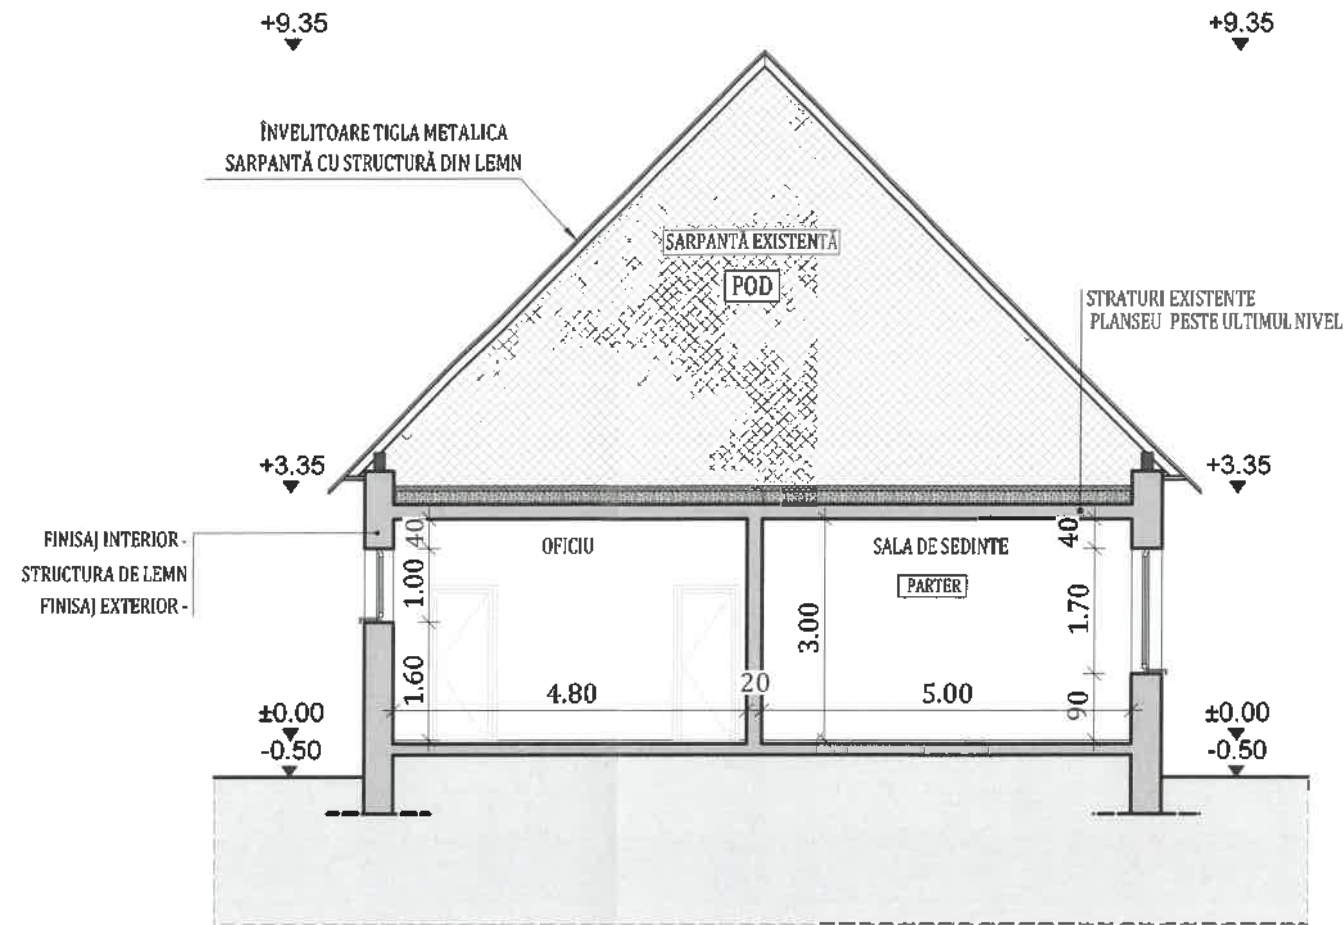 +9.35
+9.35
ÎNVELITOARE TIGLA METALICA
SARPANTĂ CU STRUCTURĂ DIN LEMN
SARPANTĂ EXISTENTĂ
POD
STRATURI EXISTENTE
PLANSEU PESTE ULTIMUL NIVEL
+3.35
+3.35
FINISAJ INTERIOR -
STRUCTURA DE LEMN
FINISAJ EXTERIOR -
40
OFICIU
SALA DE SEDINTE
40
1.00
PARTER
1.70
3.00
1.60
4.80
20
5.00
90
±0.00
-0.50
±0.00
-0.50